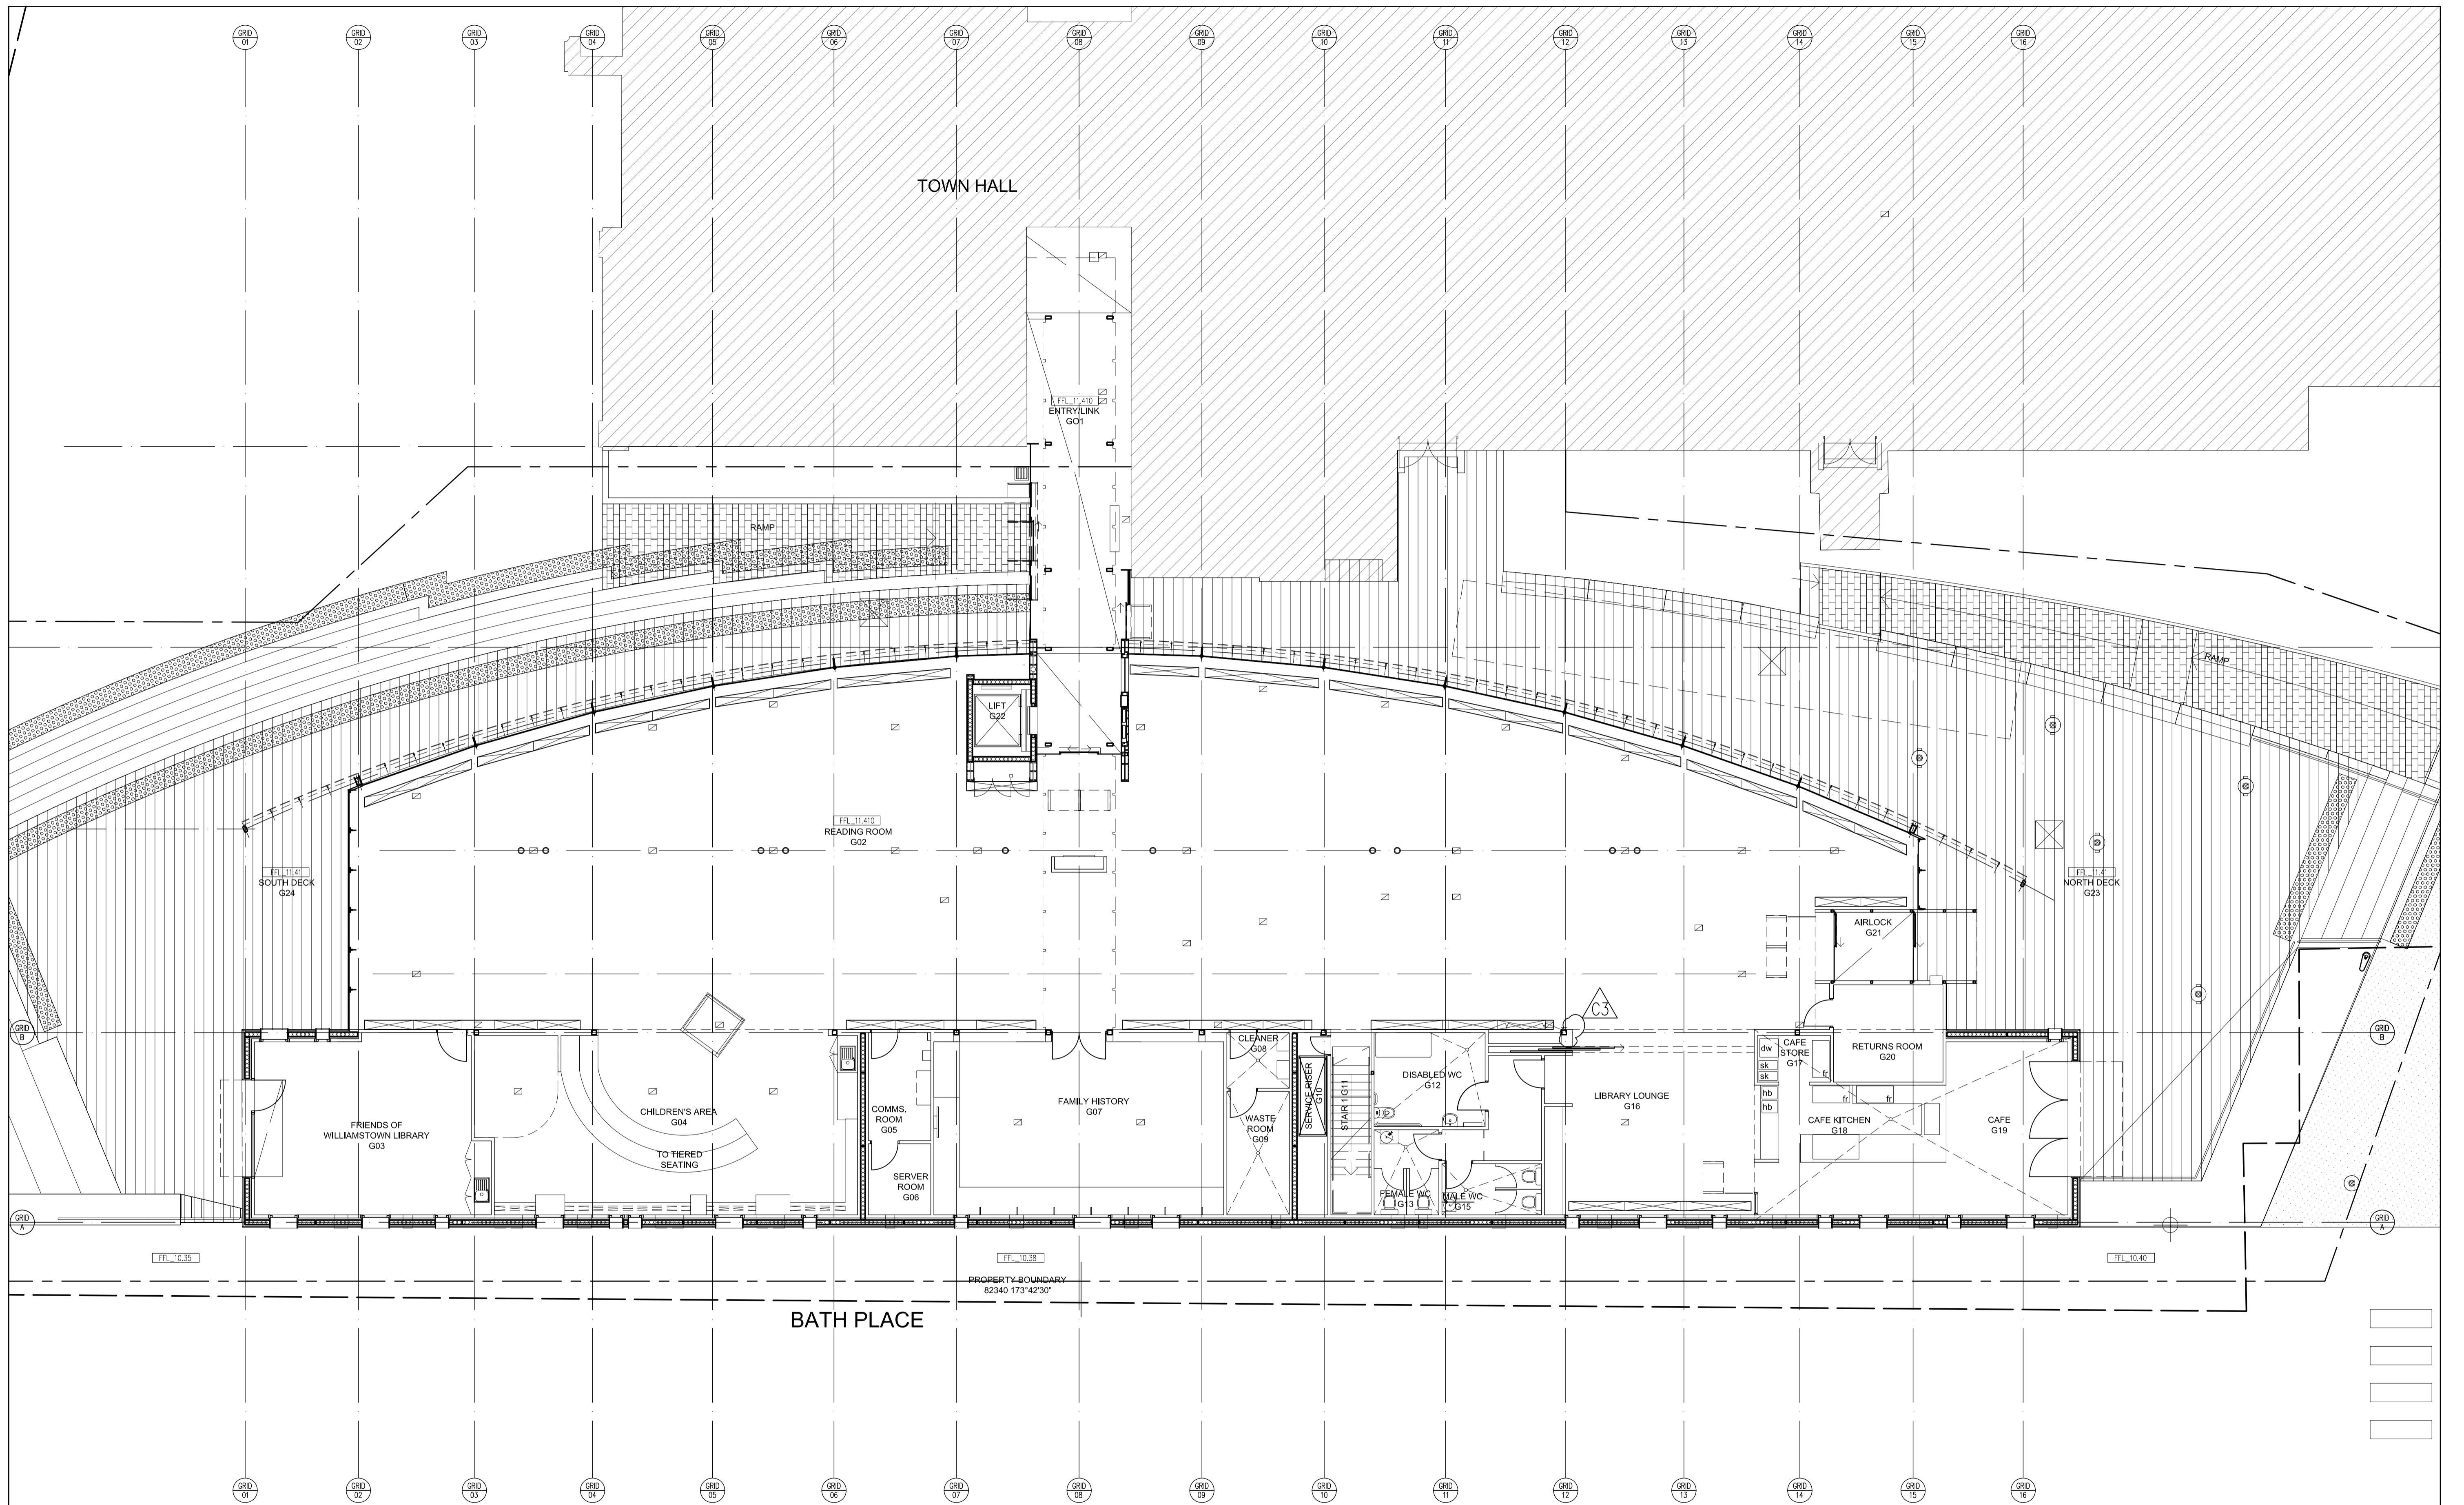 GRID
01
GRID
02
GRID
03
GRID
04
GRID
05
GRID
06
GRID
07
GRID
08
GRID
09
GRID
10
GRID
11
GRID
12
GRID
13
GRID
14
GRID
15
GRID
16
TOWN HALL
FFL_11.410
ENTRY/LINK
GO1
RAMP
RAMP
LIFT
G22
FFL_11.410
READING ROOM
G02
FFL_11.41
SOUTH DECK
G24
FFL_11.41
NORTH DECK
G23
AIRLOCK
G21
C3
GRID
B
GRID
B
CLEANER
G08
dw
sk
sk
hb
hb
CAFE
STORE
G17
fr
fr
fr
RETURNS ROOM
G20
DISABLED WC
G12
SERVICE RISER
G10
STAIR 1 G11
LIBRARY LOUNGE
G16
CHILDREN'S AREA
G04
COMMS,
ROOM
G05
FAMILY HISTORY
G07
WASTE
ROOM
G09
CAFE KITCHEN
G18
CAFE
G19
FRIENDS OF
WILLIAMSTOWN LIBRARY
G03
TO TIERED
SEATING
SERVER
ROOM
G06
FEMALE WC
G13
MALE WC
G15
GRID
A
GRID
A
FFL_10.35
FFL_10.38
FFL_10.40
PROPERTY BOUNDARY
82340 173°42'30"
BATH PLACE
GRID
01
GRID
02
GRID
03
GRID
04
GRID
05
GRID
06
GRID
07
GRID
08
GRID
09
GRID
10
GRID
11
GRID
12
GRID
13
GRID
14
GRID
15
GRID
16